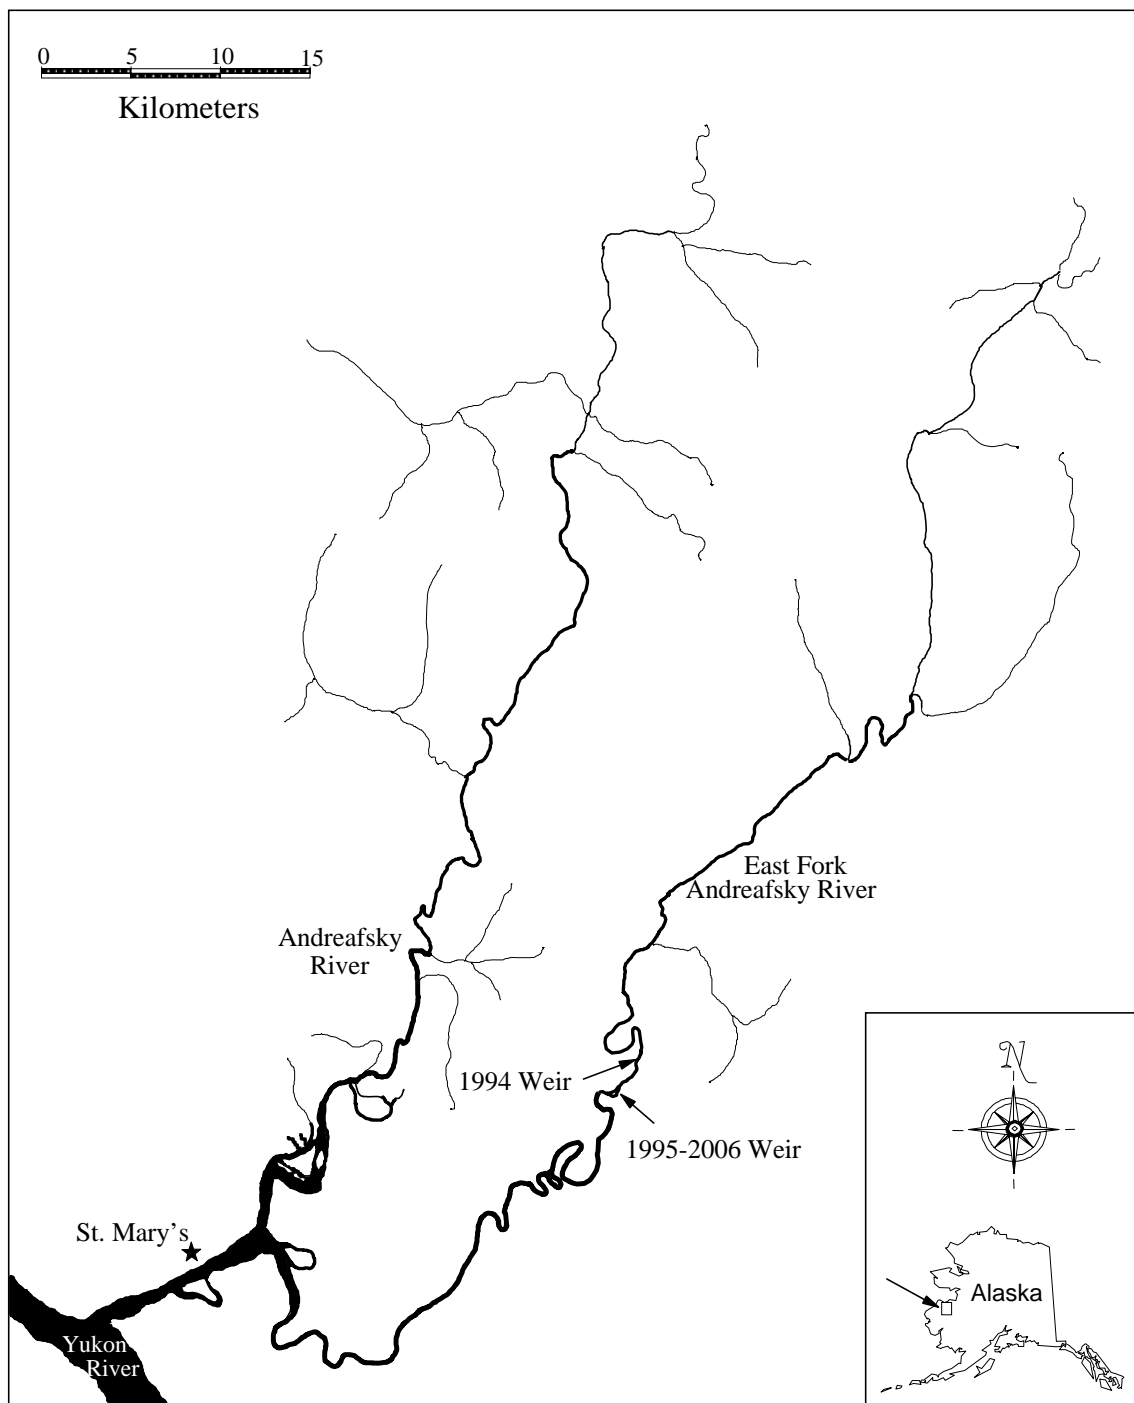 0 5 10 15
Kilometers
East Fork
Andreafsky River
Andreafsky
River
1994 Weir
1995-2006 Weir
St. Mary's
Yukon
River
N
Alaska